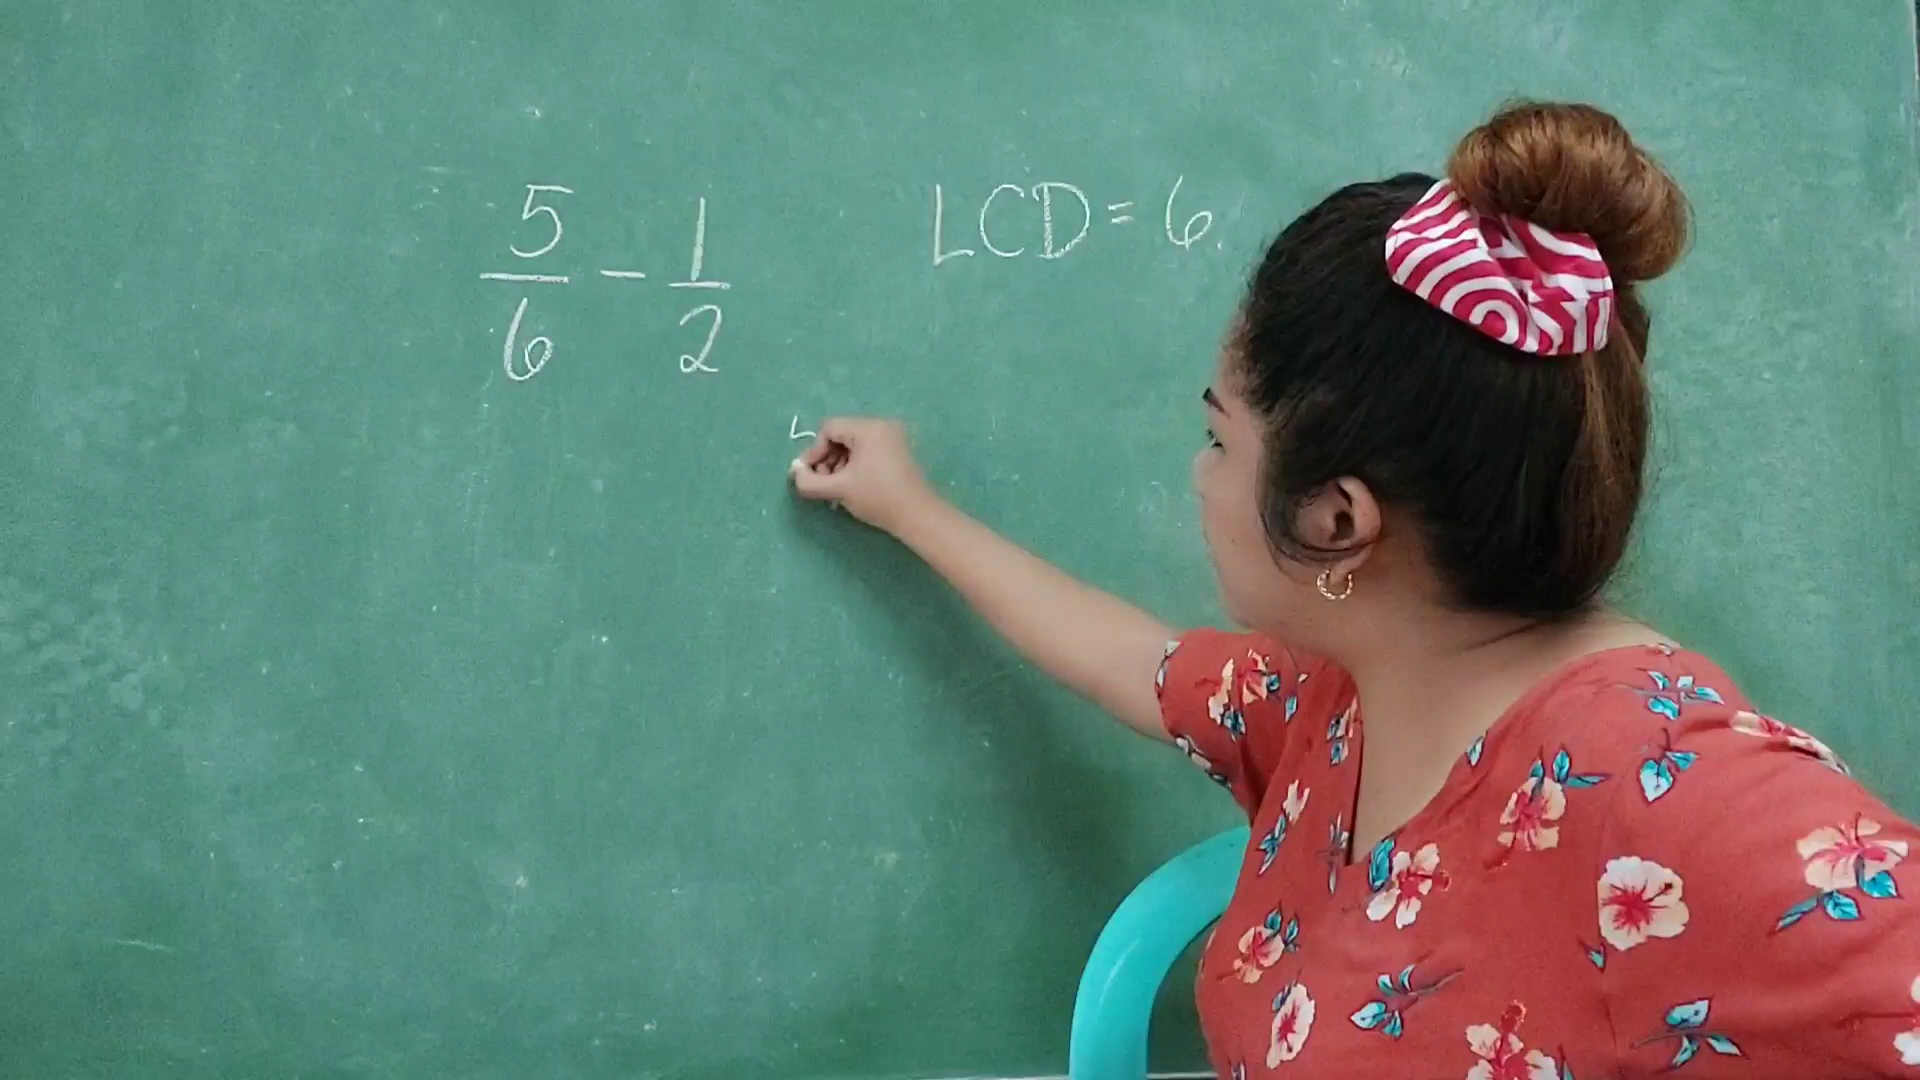 5/6 - 1/2
LCD = 6.